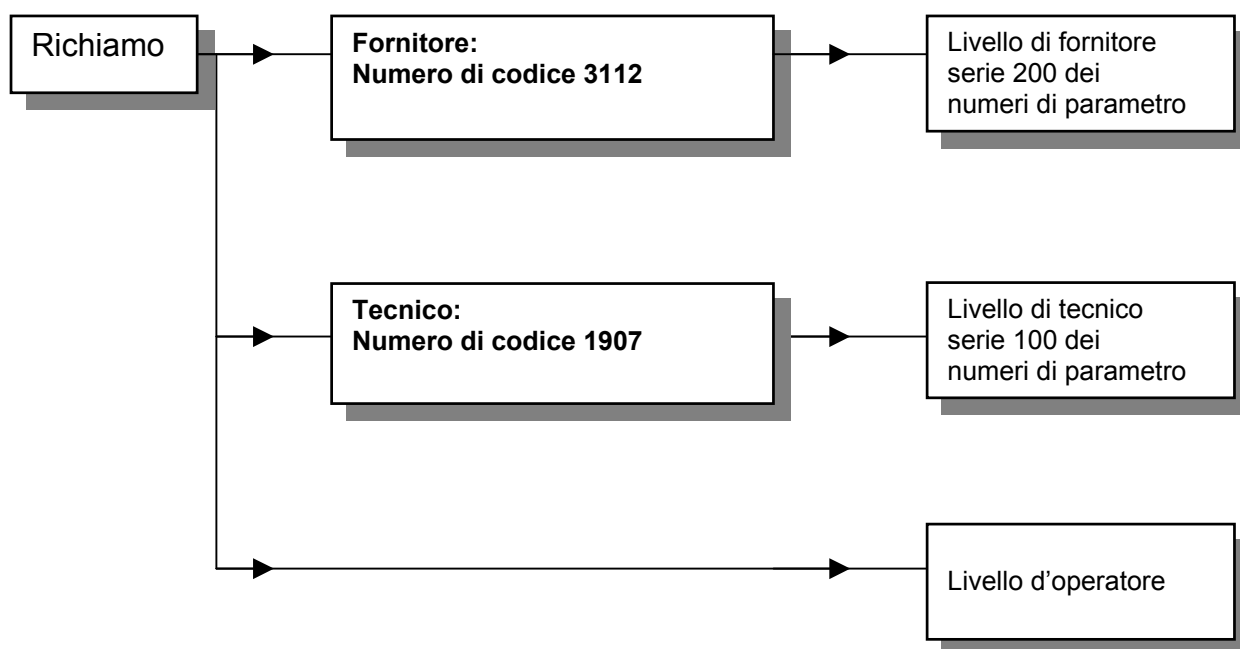 Richiamo
Fornitore:
Numero di codice 3112
Livello di fornitore
serie 200 dei
numeri di parametro
Tecnico:
Numero di codice 1907
Livello di tecnico
serie 100 dei
numeri di parametro
Livello d’operatore